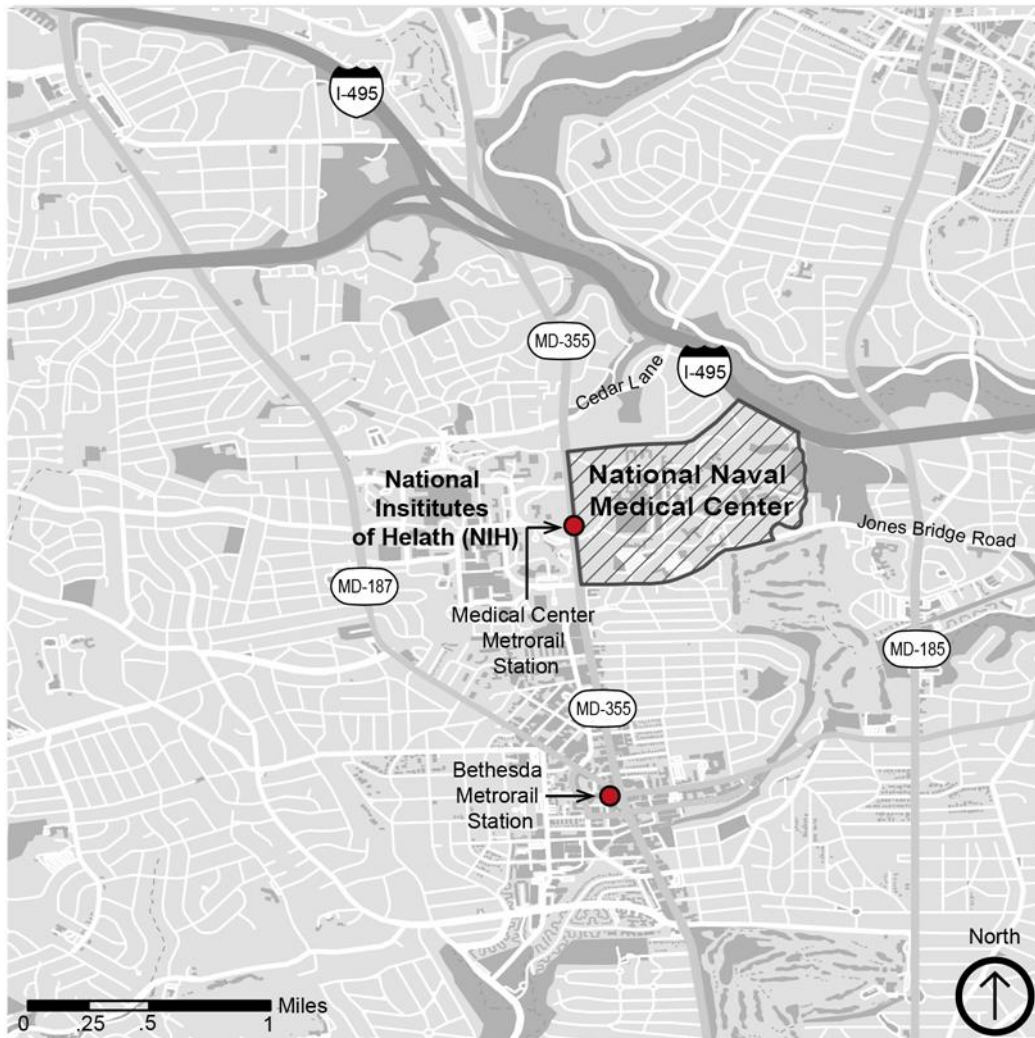 I-495
MD-355
Cedar Lane
I-495
National
Insititutes
of Helath (NIH)
National Naval
Medical Center
Jones Bridge Road
MD-187
Medical Center
Metrorail
Station
MD-185
MD-355
Bethesda
Metrorail
Station
North
Miles
0 .25 .5 1